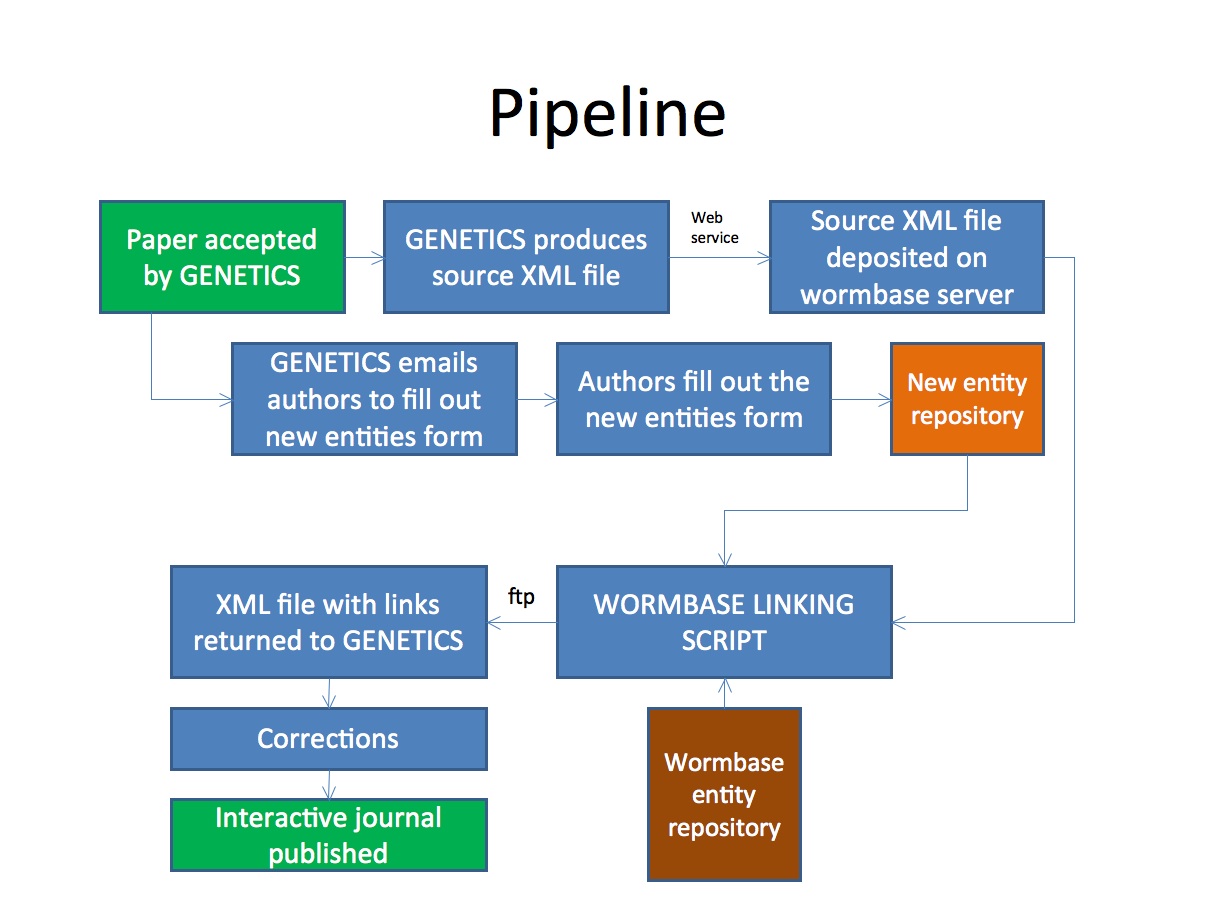 Pipeline
Paper accepted
by GENETICS
GENETICS produces
source XML file
Web
service
Source XML file
deposited on
wormbase server
GENETICS emails
authors to fill out
new entities form
Authors fill out the
new entities form
New entity
repository
XML file with links
returned to GENETICS
ftp
WORMBASE LINKING
SCRIPT
Corrections
Interactive journal
published
Wormbase
entity
repository